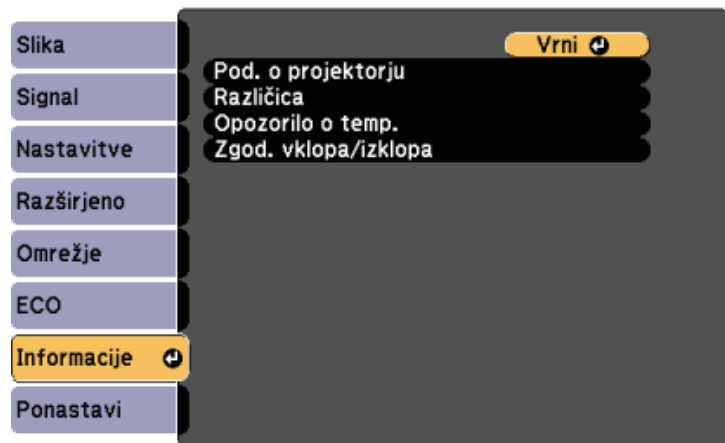 Slika
Signal
Nastavitve
Razširjeno
Omrežje
ECO
Informacije
Ponastavi
Vrni
Pod. o projektorju
Različica
Opozorilo o temp.
Zgod. vklopa/izklopa